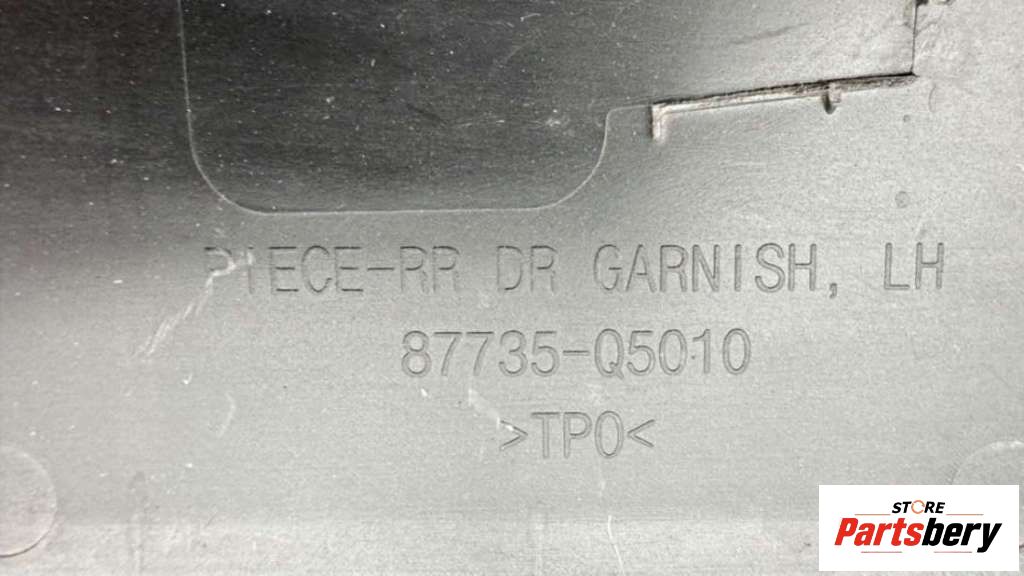 PIECE-RR DR GARNISH, LH
87735-Q5010
>TPO<
STORE
Partsbery